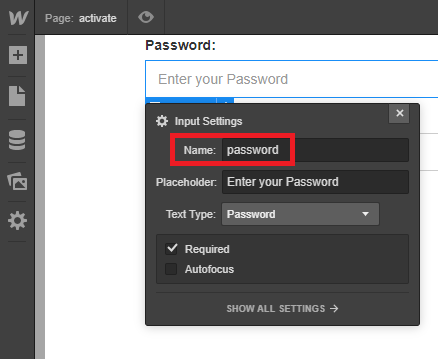 W Page: activate
Password:
Enter your Password
Input Settings
Name: password
Placeholder: Enter your Password
Text Type: Password
Required
Autofocus
SHOW ALL SETTINGS →